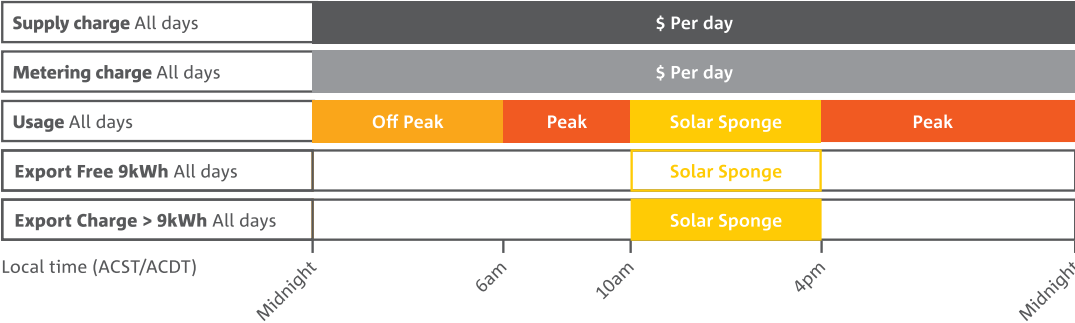 Supply charge All days $ Per day
Metering charge All days $ Per day
Usage All days Off Peak Peak Solar Sponge Peak
Export Free 9kWh All days Solar Sponge
Export Charge > 9kWh All days Solar Sponge
Local time (ACST/ACDT) Midnight 6am 10am 4pm Midnight